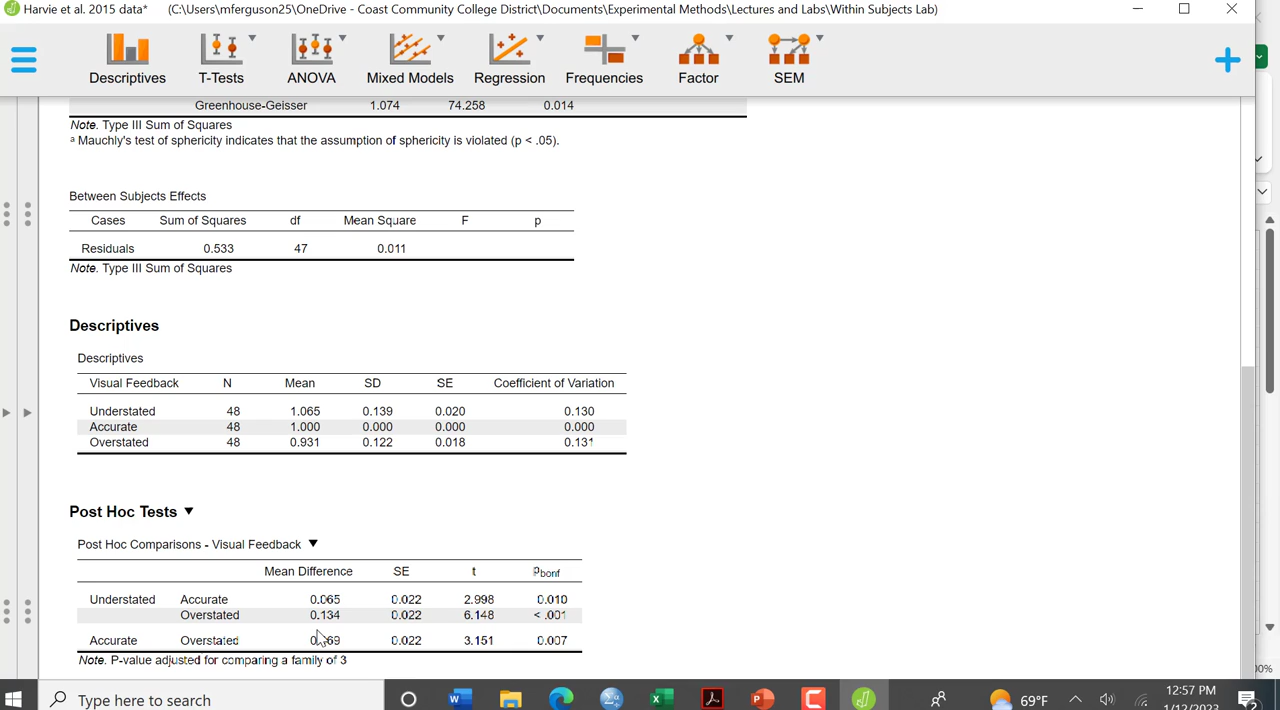 Harvie et al. 2015 data* (C:\Users\mferguson25\OneDrive - Coast Community College District\Documents\Experimental Methods\Lectures and Labs\Within Subjects Lab)
Descriptives T-Tests ANOVA Mixed Models Regression Frequencies Factor SEM
Greenhouse-Geisser 1.074 74.258 0.014
Note. Type III Sum of Squares
ᵃ Mauchly's test of sphericity indicates that the assumption of sphericity is violated (p < .05).
Between Subjects Effects
Cases Sum of Squares df Mean Square F p
Residuals 0.533 47 0.011
Note. Type III Sum of Squares
Descriptives
Descriptives
Visual Feedback N Mean SD SE Coefficient of Variation
Understated 48 1.065 0.139 0.020 0.130
Accurate 48 1.000 0.000 0.000 0.000
Overstated 48 0.931 0.122 0.018 0.131
Post Hoc Tests
Post Hoc Comparisons - Visual Feedback
Mean Difference SE t pbonf
Understated Accurate 0.065 0.022 2.998 0.010
Overstated 0.134 0.022 6.148 < .001
Accurate Overstated 0.022 3.151 0.007
Note. P-value adjusted for comparing a family of 3
Type here to search
69°F
12:57 PM
1/12/2023